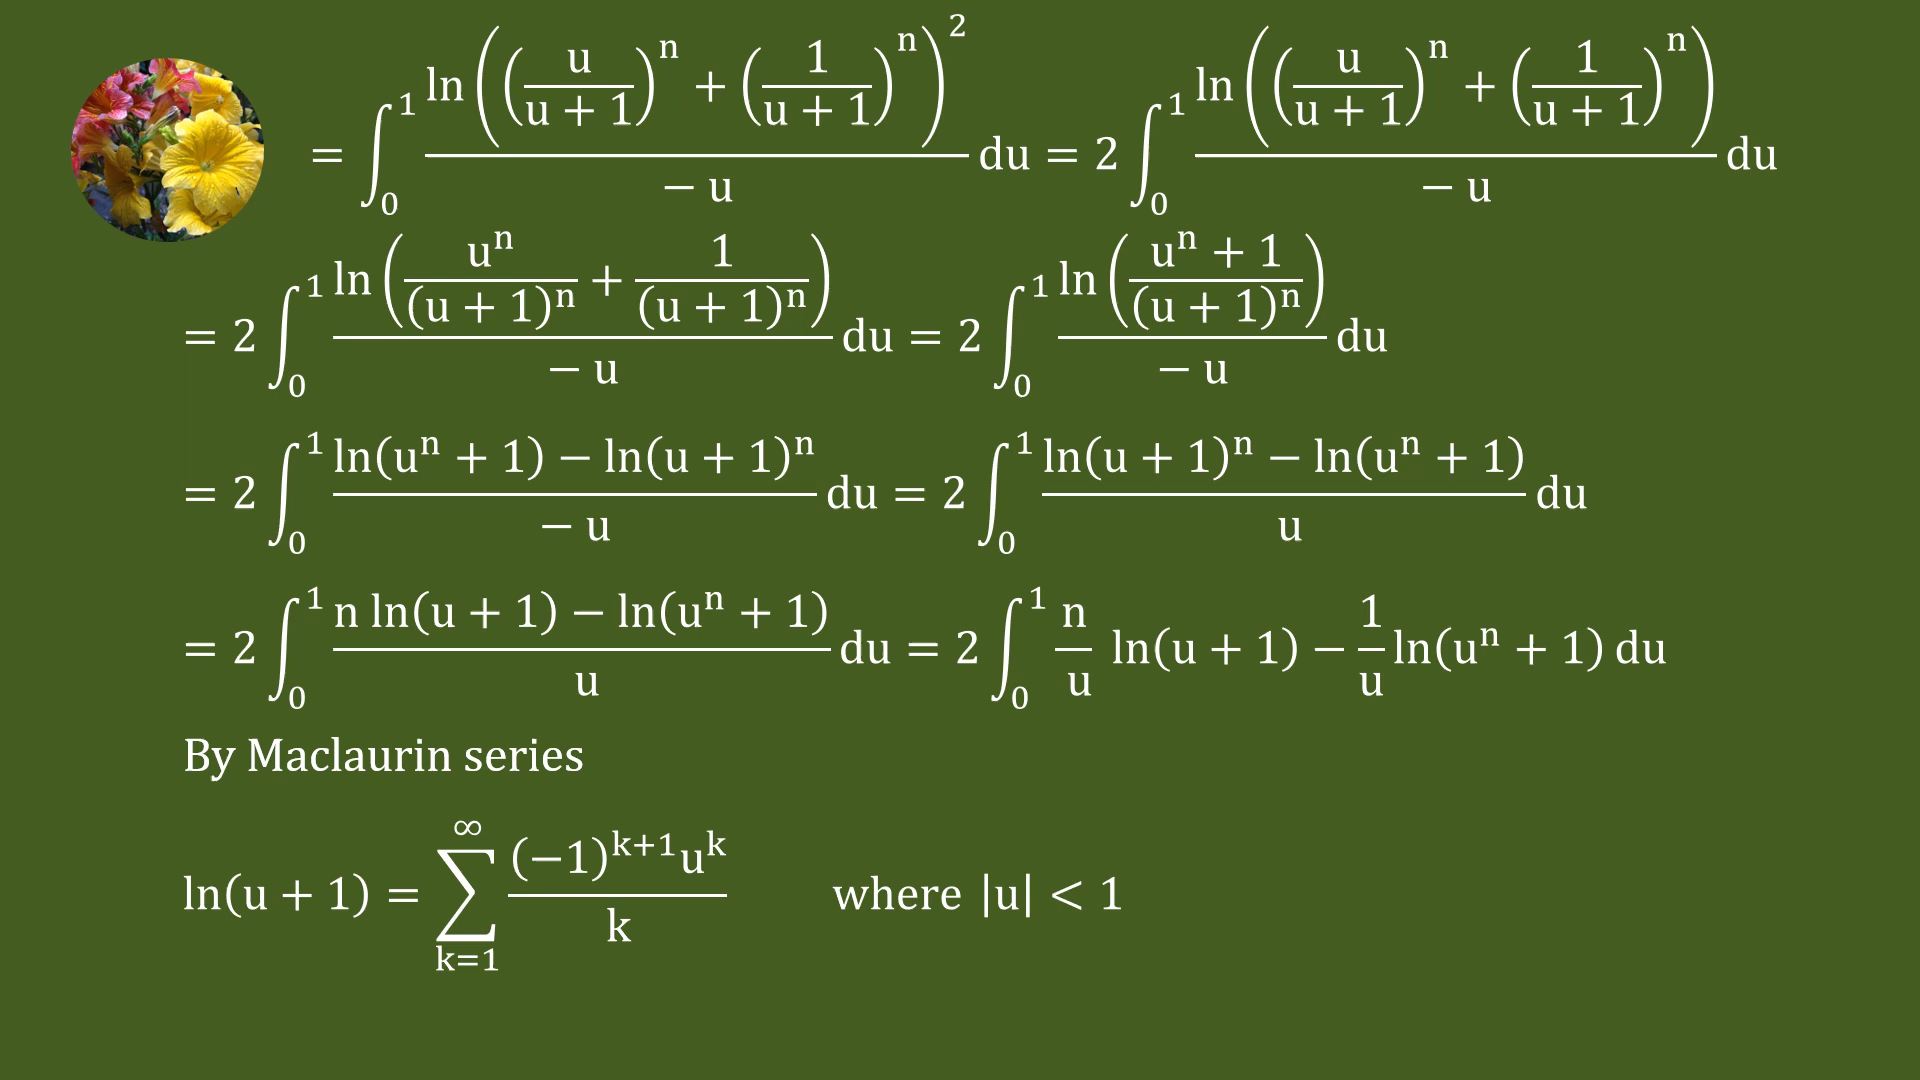 = ∫₀¹ ln((u/(u + 1))ⁿ + (1/(u + 1))ⁿ)² / − u du = 2 ∫₀¹ ln((u/(u + 1))ⁿ + (1/(u + 1))ⁿ) / − u du
= 2 ∫₀¹ ln(uⁿ/(u + 1)ⁿ + 1/(u + 1)ⁿ) / − u du = 2 ∫₀¹ ln((uⁿ + 1)/(u + 1)ⁿ) / − u du
= 2 ∫₀¹ (ln(uⁿ + 1) − ln(u + 1)ⁿ) / − u du = 2 ∫₀¹ (ln(u + 1)ⁿ − ln(uⁿ + 1)) / u du
= 2 ∫₀¹ (n ln(u + 1) − ln(uⁿ + 1)) / u du = 2 ∫₀¹ n/u ln(u + 1) − 1/u ln(uⁿ + 1) du
By Maclaurin series
ln(u + 1) = ∑_{k=1}^{∞} (−1)^{k+1}u^k / k where |u| < 1